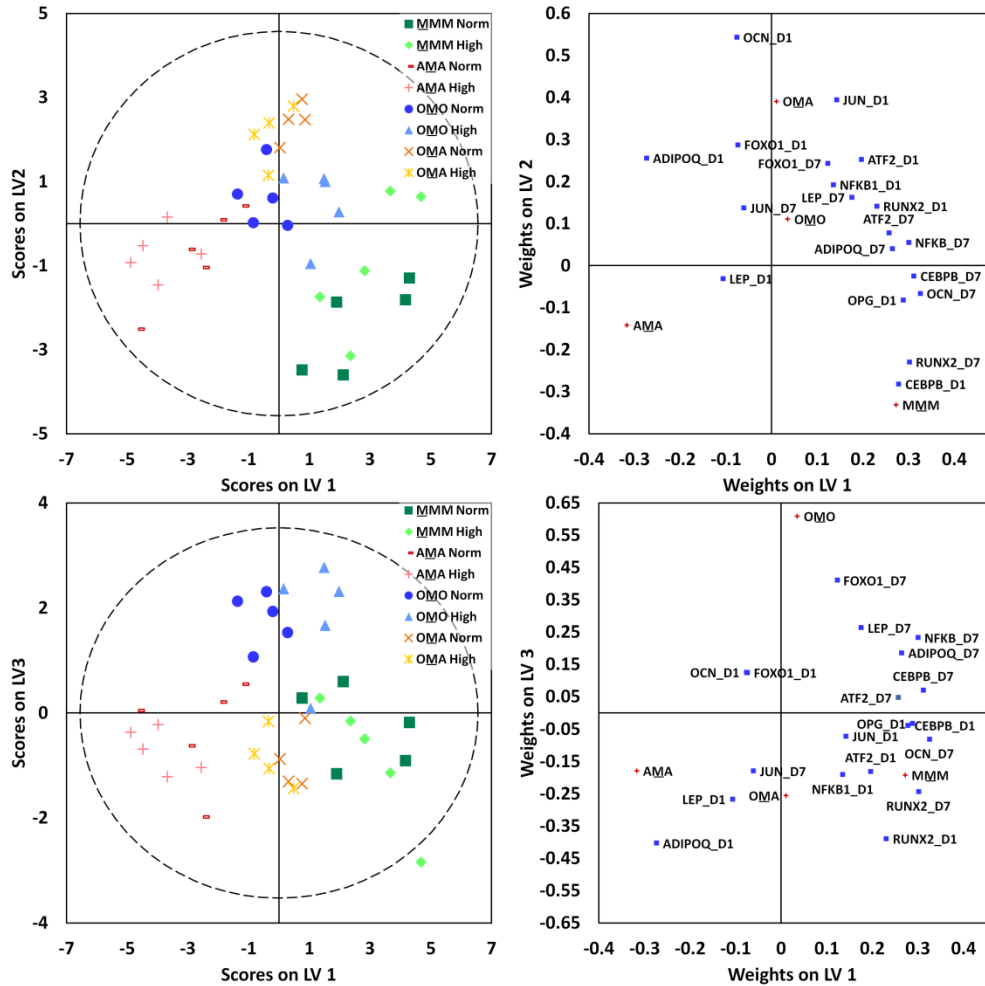 5
3
1
-1
-3
-5
Scores on LV2
-7
-5
-3
-1
1
3
5
7
Scores on LV 1
MMM Norm
MMM High
AMA Norm
AMA High
OMO Norm
OMO High
OMA Norm
OMA High
0.6
0.5
0.4
0.3
0.2
0.1
0
-0.1
-0.2
-0.3
-0.4
Weights on LV 2
-0.4
-0.3
-0.2
-0.1
0
0.1
0.2
0.3
0.4
Weights on LV 1
OCN_D1
OMA
JUN_D1
FOXO1_D1
ADIPOQ_D1
FOXO1_D7
ATF2_D1
NFKB1_D1
LEP_D7
JUN_D7
RUNX2_D1
OMO
ATF2_D7
NFKB_D7
ADIPOQ_D7
LEP_D1
CEBPB_D7
OCN_D7
OPG_D1
AMA
RUNX2_D7
CEBPB_D1
MMM
4
2
0
-2
-4
Scores on LV3
-7
-5
-3
-1
1
3
5
7
Scores on LV 1
MMM Norm
MMM High
AMA Norm
AMA High
OMO Norm
OMO High
OMA Norm
OMA High
0.65
0.55
0.45
0.35
0.25
0.15
0.05
-0.05
-0.15
-0.25
-0.35
-0.45
-0.55
-0.65
Weights on LV 3
-0.4
-0.3
-0.2
-0.1
0
0.1
0.2
0.3
0.4
Weights on LV 1
OMO
FOXO1_D7
LEP_D7
NFKB_D7
ADIPOQ_D7
OCN_D1
FOXO1_D1
CEBPB_D7
ATF2_D7
OPG_D1
CEBPB_D1
JUN_D1
OCN_D7
ATF2_D1
AMA
JUN_D7
MMM
NFKB1_D1
LEP_D1
OMA
RUNX2_D7
RUNX2_D1
ADIPOQ_D1